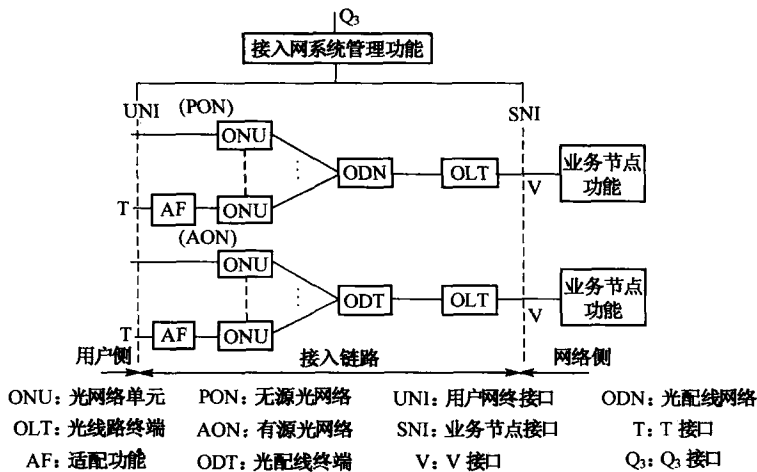 Q3
接入网系统管理功能
UNI (PON) SNI
ONU
ODN OLT V 业务节点功能
T AF ONU
(AON)
ONU
ODT OLT V 业务节点功能
T AF ONU
用户侧 接入链路 网络侧
ONU：光网络单元 PON：无源光网络 UNI：用户网终接口 ODN：光配线网络
OLT：光线路终端 AON：有源光网络 SNI：业务节点接口 T：T 接口
AF：适配功能 ODT：光配线终端 V：V 接口 Q3：Q3 接口